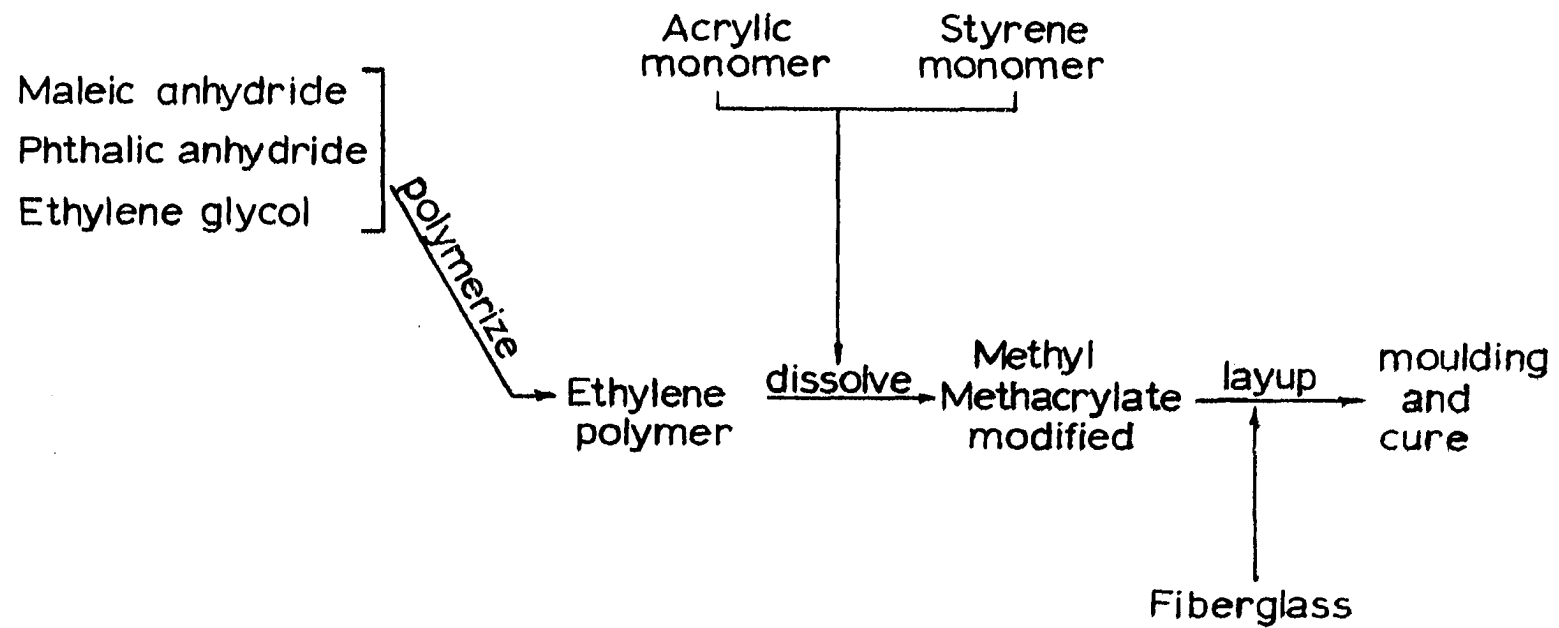 Acrylic
monomer
Styrene
monomer
Maleic anhydride
Phthalic anhydride
Ethylene glycol
polymerize
Ethylene
polymer
dissolve
Methyl
Methacrylate
modified
layup
moulding
and
cure
Fiberglass